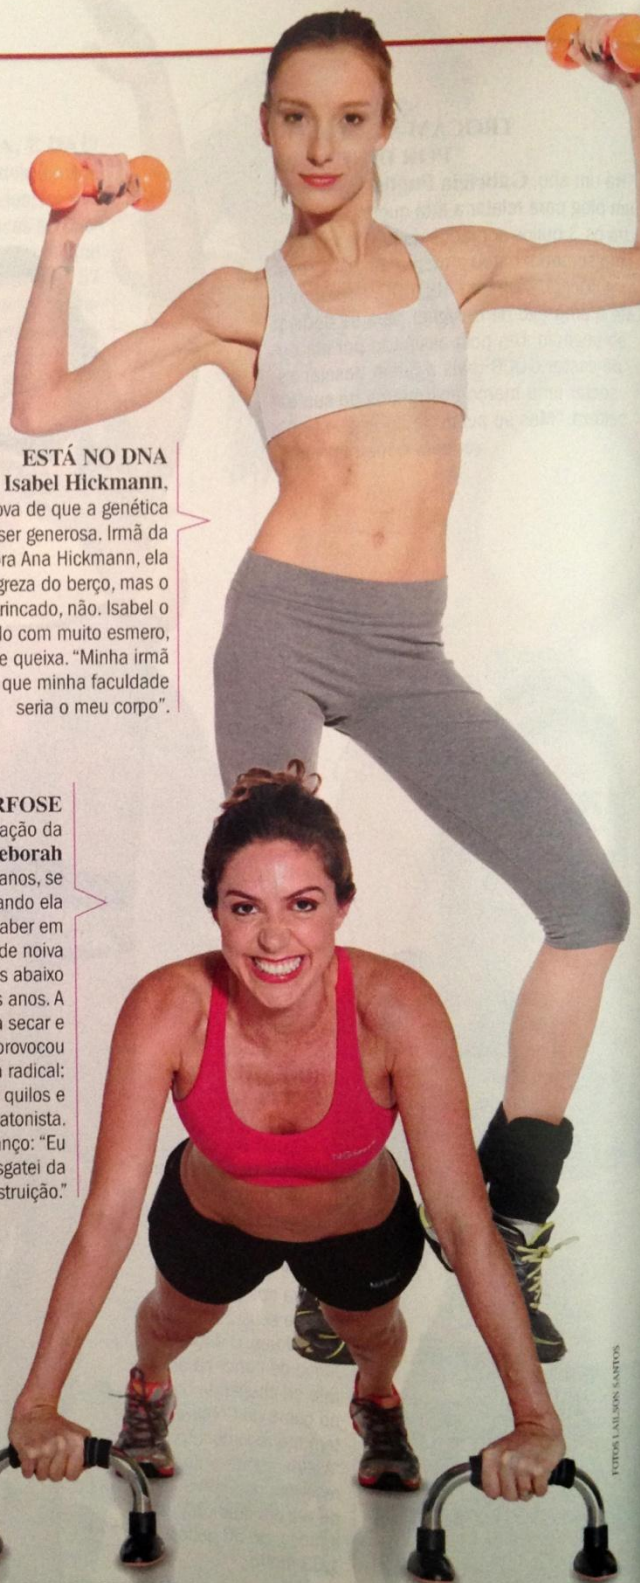 ESTÁ NO DNA
Isabel Hickmann,
ova de que a genética
ser generosa. Irmã da
ra Ana Hickmann, ela
greza do berço, mas o
rincado, não. Isabel o
lo com muito esmero,
e queixa. “Minha irmã
que minha faculdade
seria o meu corpo”.
RFOSE
ação da
eborah
anos, se
ando ela
aber em
de noiva
s abaixo
s anos. A
a secar e
provocou
a radical:
quilos e
atonista.
nço: “Eu
sgatei da
struição.”
FOTOS LAILSON SANTOS